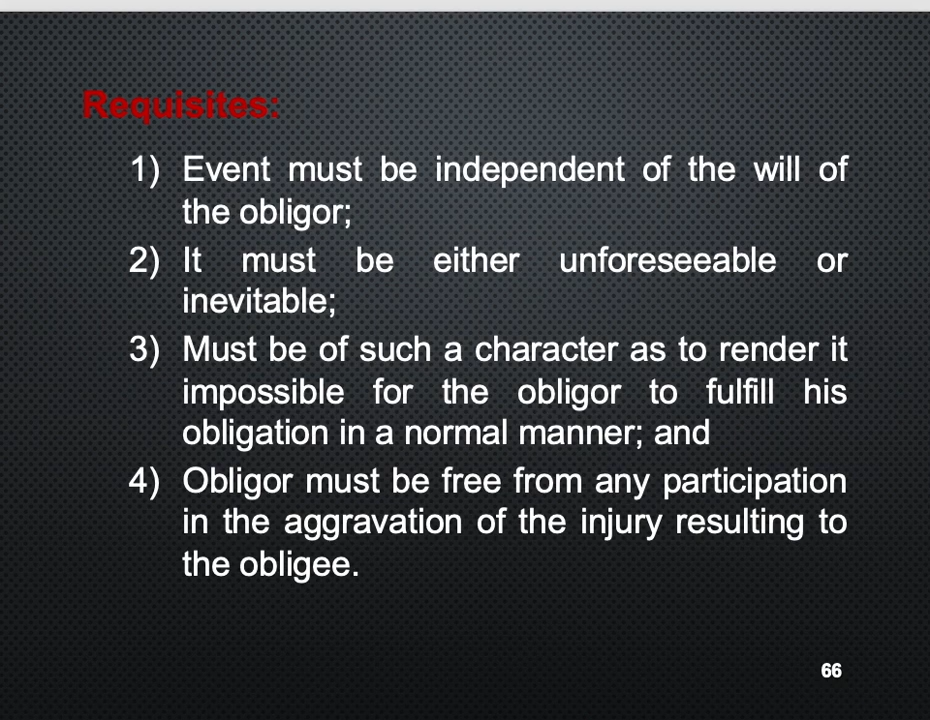 Requisites:
1) Event must be independent of the will of
the obligor;
2) It must be either unforeseeable or
inevitable;
3) Must be of such a character as to render it
impossible for the obligor to fulfill his
obligation in a normal manner; and
4) Obligor must be free from any participation
in the aggravation of the injury resulting to
the obligee.
66